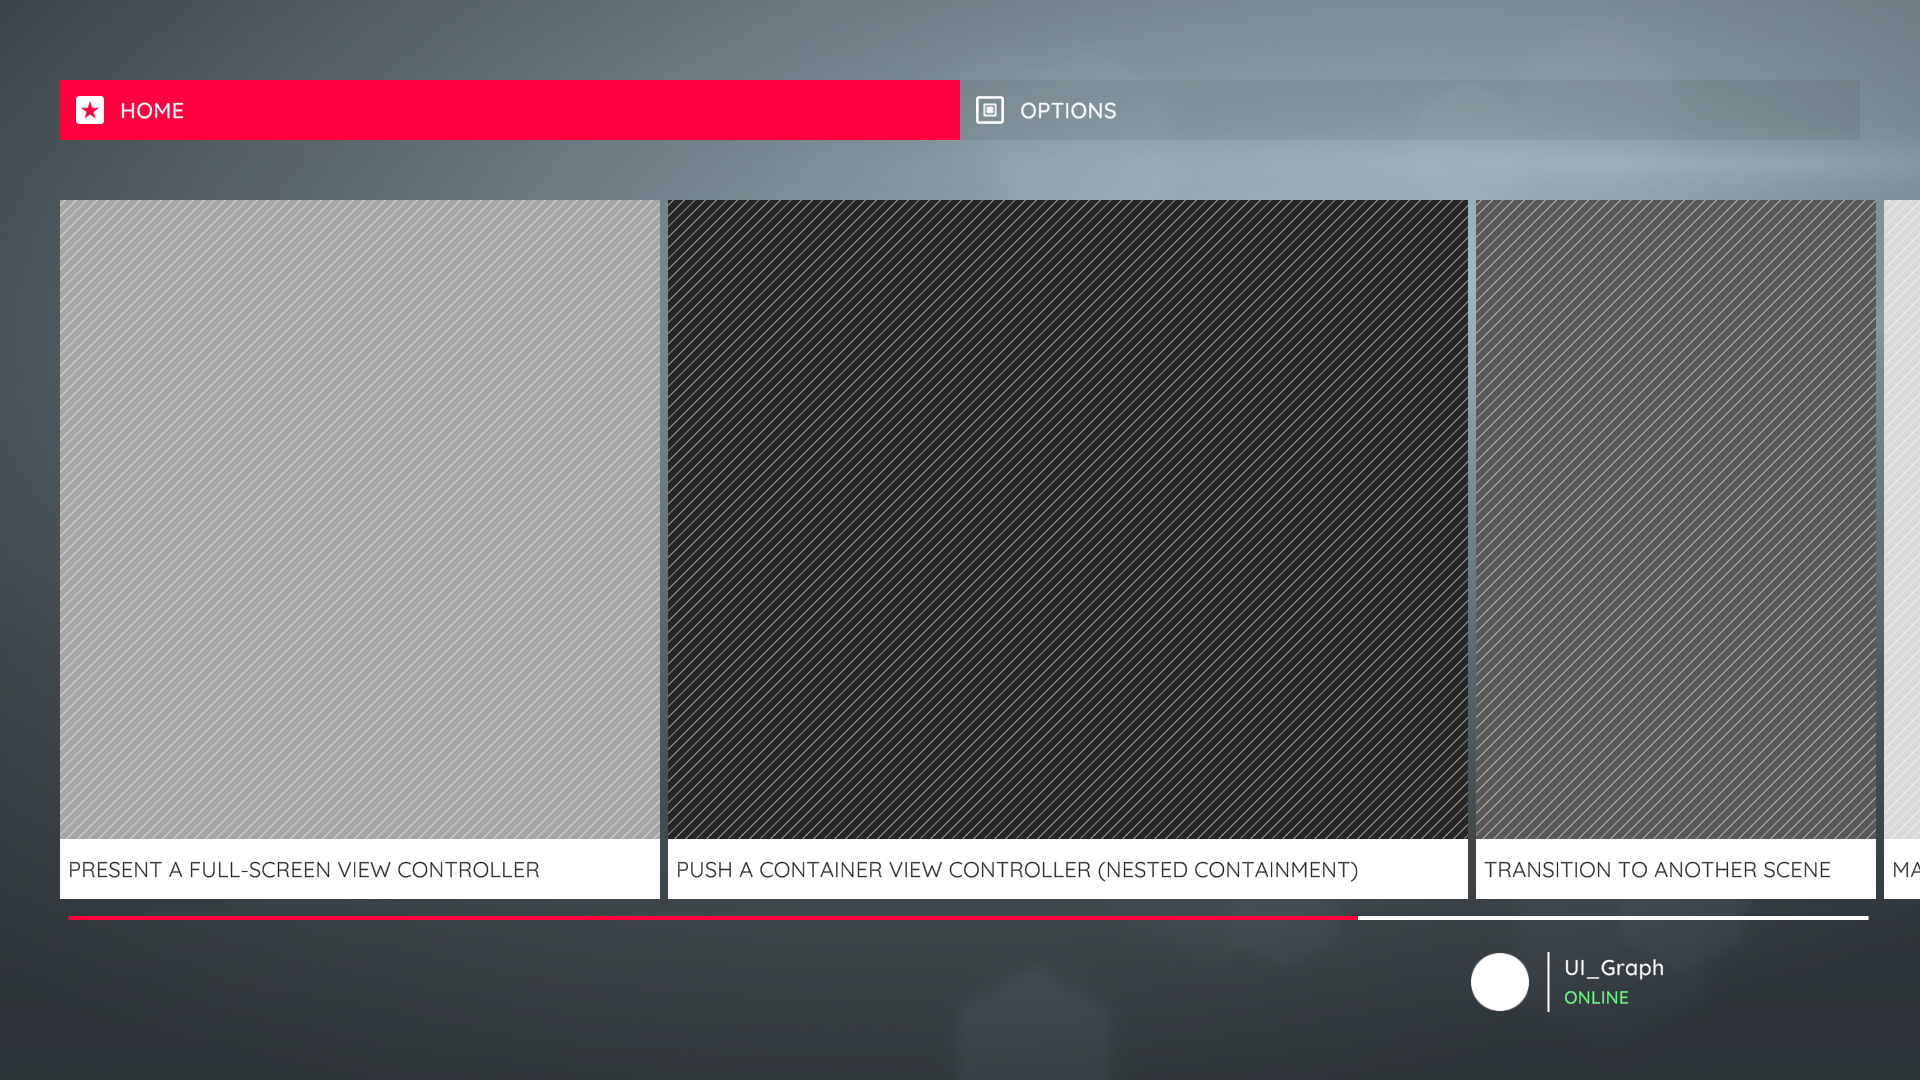 HOME
OPTIONS
PRESENT A FULL-SCREEN VIEW CONTROLLER
PUSH A CONTAINER VIEW CONTROLLER (NESTED CONTAINMENT)
TRANSITION TO ANOTHER SCENE
MA
UI_Graph
ONLINE